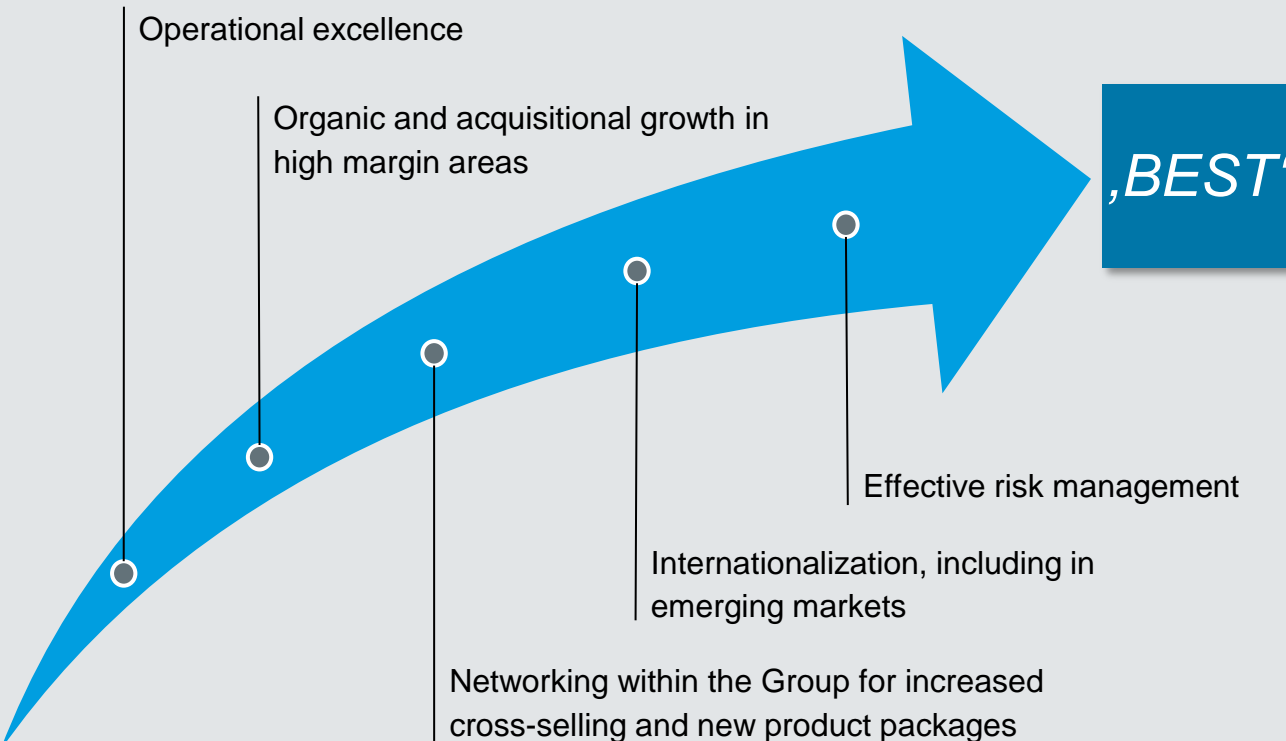 Operational excellence
Organic and acquisitional growth in
high margin areas
‚BEST‘
Effective risk management
Internationalization, including in
emerging markets
Networking within the Group for increased
cross-selling and new product packages